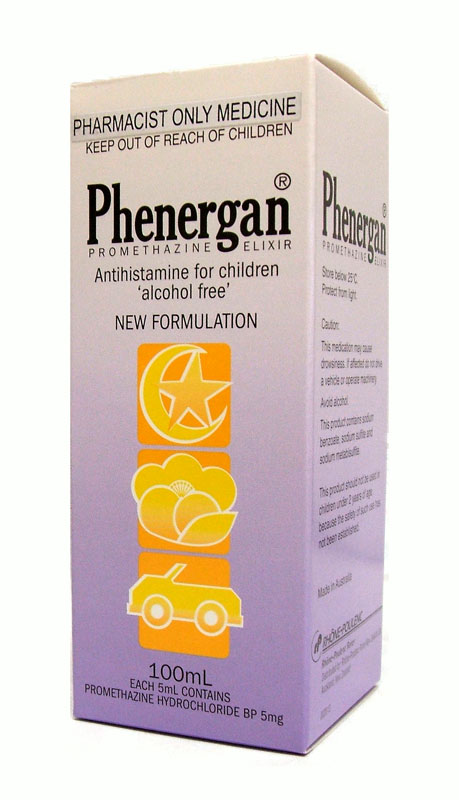 PHARMACIST ONLY MEDICINE
KEEP OUT OF REACH OF CHILDREN
Phenergan®
PROMETHAZINE ELIXIR
Antihistamine for children
'alcohol free'
NEW FORMULATION
100mL
EACH 5mL CONTAINS
PROMETHAZINE HYDROCHLORIDE BP 5mg
Phenergan®
PROMETHAZINE ELIXIR
Store below 25°C.
Protect from light.
Caution:
This medication may cause
drowsiness. If affected do not drive
a vehicle or operate machinery.
Avoid alcohol.
This product contains sodium
benzoate, sodium sulfite and
sodium metabisulfite.
This product should not be used in
children under 2 years of age,
because the safety of such use has
not been established.
Made in Australia
RHÔNE-POULENC